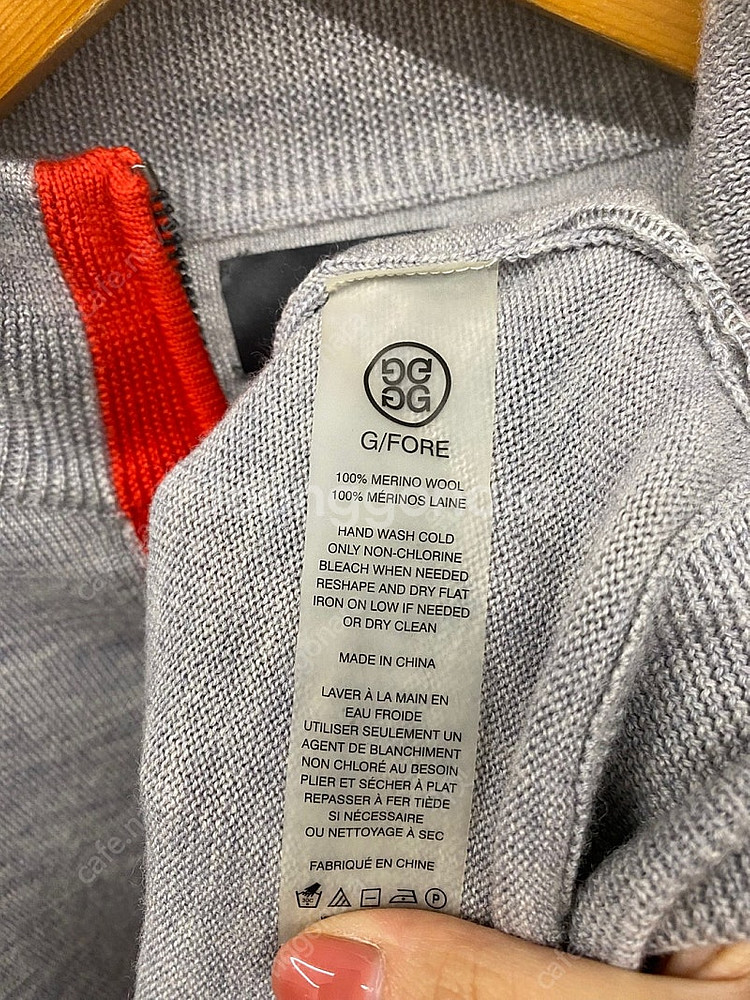 G/FORE
100% MERINO WOOL
100% MÉRINOS LAINE
HAND WASH COLD
ONLY NON-CHLORINE
BLEACH WHEN NEEDED
RESHAPE AND DRY FLAT
IRON ON LOW IF NEEDED
OR DRY CLEAN
MADE IN CHINA
LAVER À LA MAIN EN
EAU FROIDE
UTILISER SEULEMENT UN
AGENT DE BLANCHIMENT
NON CHLORÉ AU BESOIN
PLIER ET SÉCHER À PLAT
REPASSER À FER TIÈDE
SI NÉCESSAIRE
OU NETTOYAGE À SEC
FABRIQUÉ EN CHINE
30C P